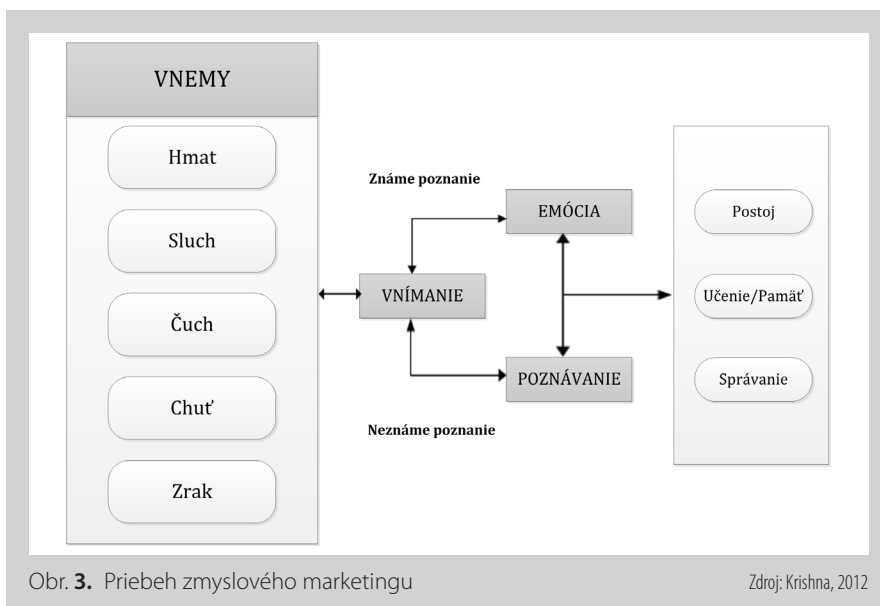 VNEMY
Hmat
Sluch
Čuch
Chuť
Zrak
Známe poznanie
EMÓCIA
VNÍMANIE
POZNÁVANIE
Neznáme poznanie
Postoj
Učenie/Pamäť
Správanie
Obr. 3. Priebeh zmyslového marketingu
Zdroj: Krishna, 2012